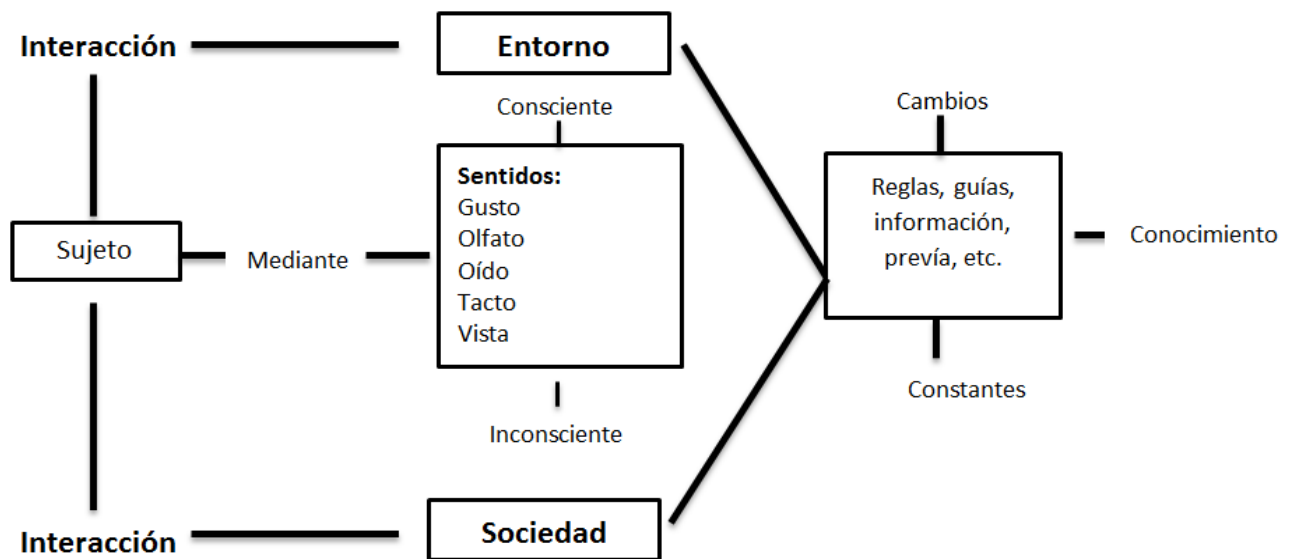 Interacción
Entorno
Consciente
Cambios
Sentidos:
Gusto
Olfato
Oído
Tacto
Vista
Reglas, guías,
información,
prevía, etc.
Sujeto
Mediante
Conocimiento
Constantes
Inconsciente
Interacción
Sociedad